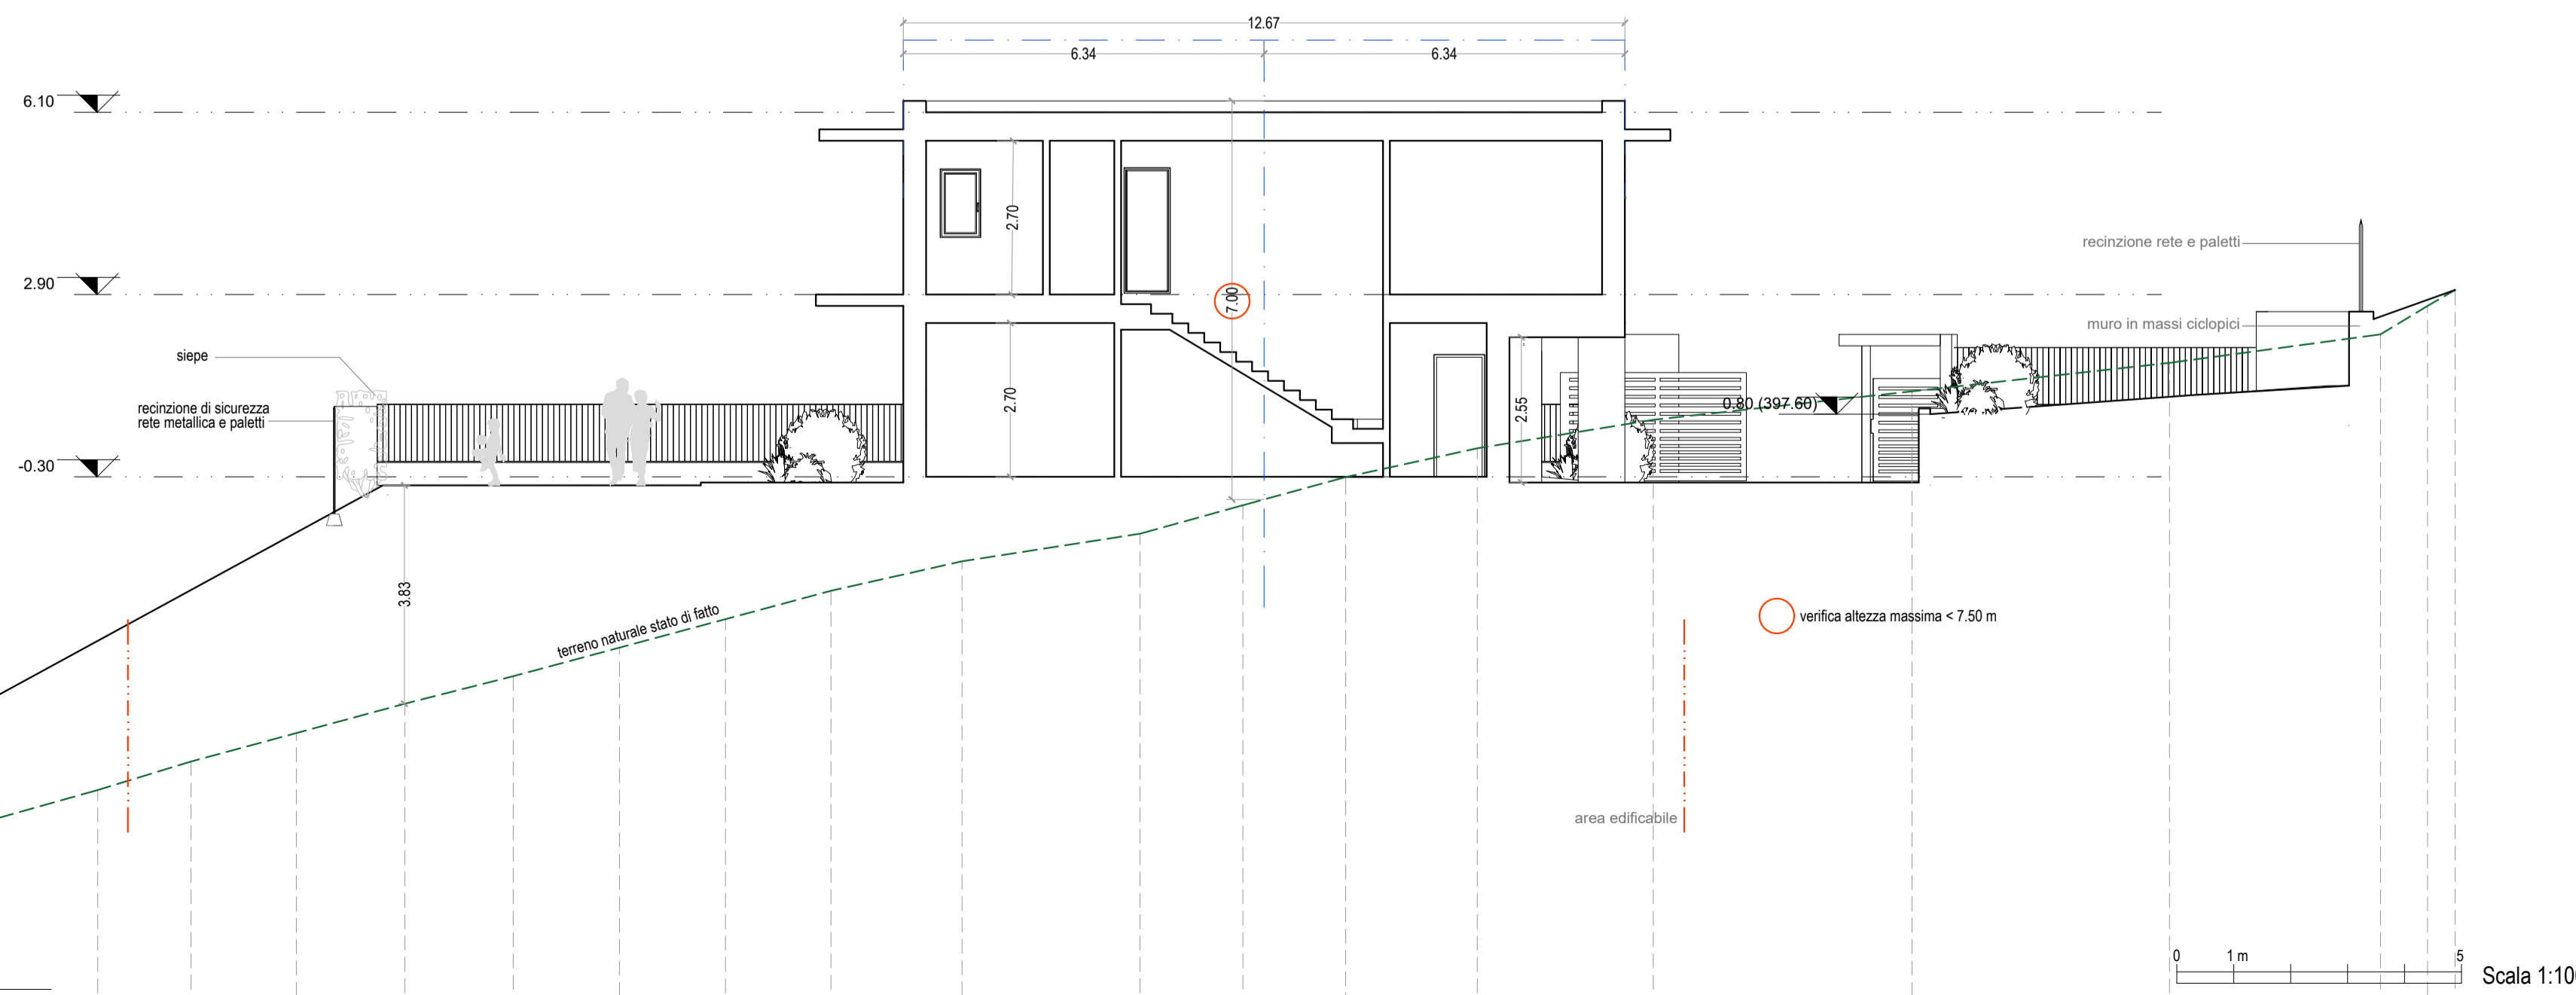 12.67
6.34
6.34
6.10
2.70
recinzione rete e paletti
2.90
7.00
muro in massi ciclopici
siepe
recinzione di sicurezza
rete metallica e paletti
2.70
2.55
0.80 (397.60)
-0.30
3.83
terreno naturale stato di fatto
verifica altezza massima < 7.50 m
area edificabile
0
1 m
5
Scala 1:10